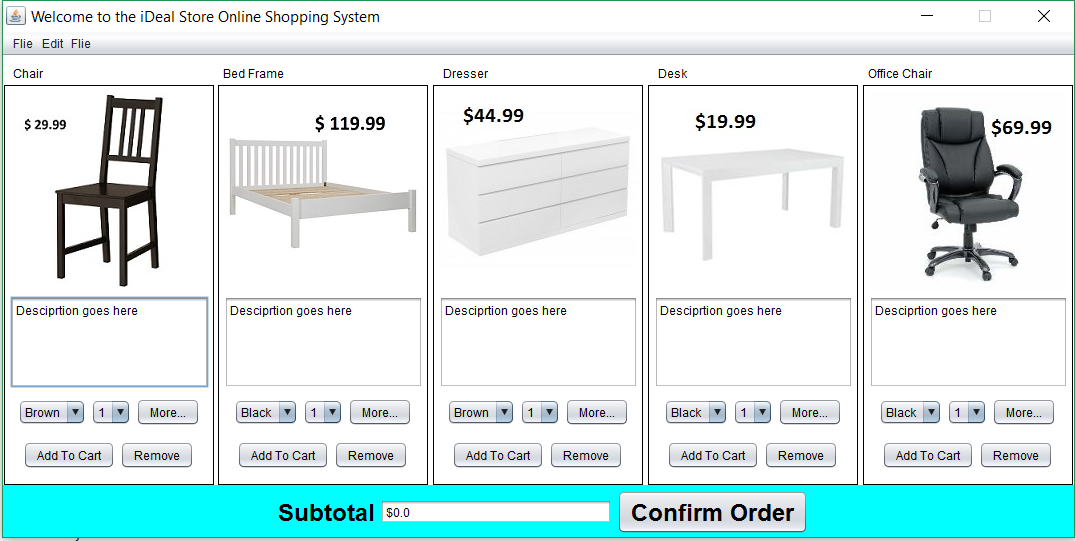 Welcome to the iDeal Store Online Shopping System
Flie Edit Flie
Chair
Bed Frame
Dresser
Desk
Office Chair
$ 29.99
$ 119.99
$44.99
$19.99
$69.99
Desciprtion goes here
Desciprtion goes here
Desciprtion goes here
Desciprtion goes here
Desciprtion goes here
Brown 1 More...
Black 1 More...
Brown 1 More...
Black 1 More...
Black 1 More...
Add To Cart Remove
Add To Cart Remove
Add To Cart Remove
Add To Cart Remove
Add To Cart Remove
Subtotal $0.0 Confirm Order